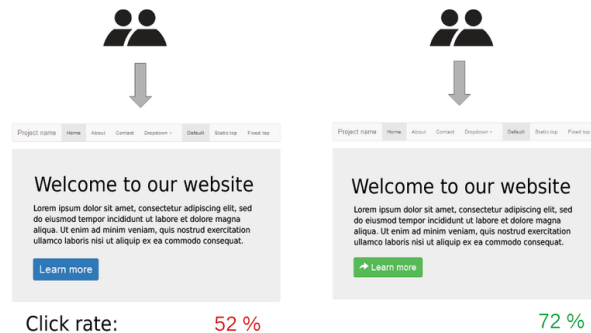 Project name Home About Contact Dropdown Default Static top Fixed top
Welcome to our website
Lorem ipsum dolor sit amet, consectetur adipiscing elit, sed
do eiusmod tempor incididunt ut labore et dolore magna
aliqua. Ut enim ad minim veniam, quis nostrud exercitation
ullamco laboris nisi ut aliquip ex ea commodo consequat.
Learn more
Click rate: 52 %
Project name Home About Contact Dropdown Default Static top Fixed top
Welcome to our website
Lorem ipsum dolor sit amet, consectetur adipiscing elit, sed
do eiusmod tempor incididunt ut labore et dolore magna
aliqua. Ut enim ad minim veniam, quis nostrud exercitation
ullamco laboris nisi ut aliquip ex ea commodo consequat.
Learn more
72 %